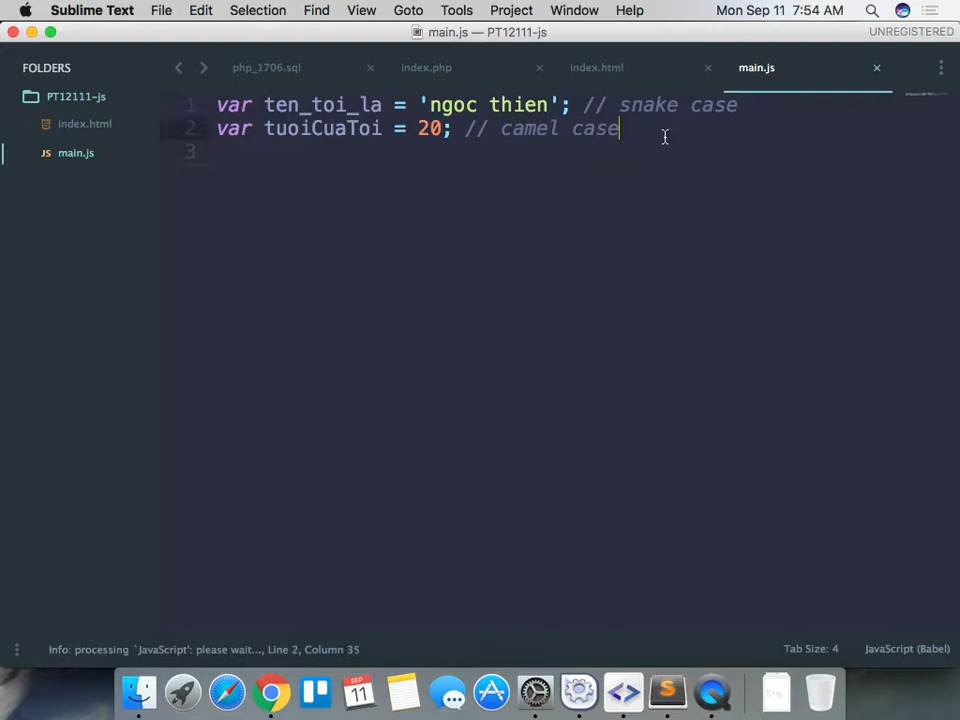 Sublime Text File Edit Selection Find View Goto Tools Project Window Help Mon Sep 11 7:54 AM
main.js — PT12111-js UNREGISTERED
FOLDERS
PT12111-js
index.html
JS main.js
php_1706.sql × index.php × index.html × main.js ×
1 var ten_toi_la = 'ngoc thien'; // snake case
2 var tuoiCuaToi = 20; // camel case
3
Info: processing `JavaScript': please wait..., Line 2, Column 35 Tab Size: 4 JavaScript (Babel)
SEP
11